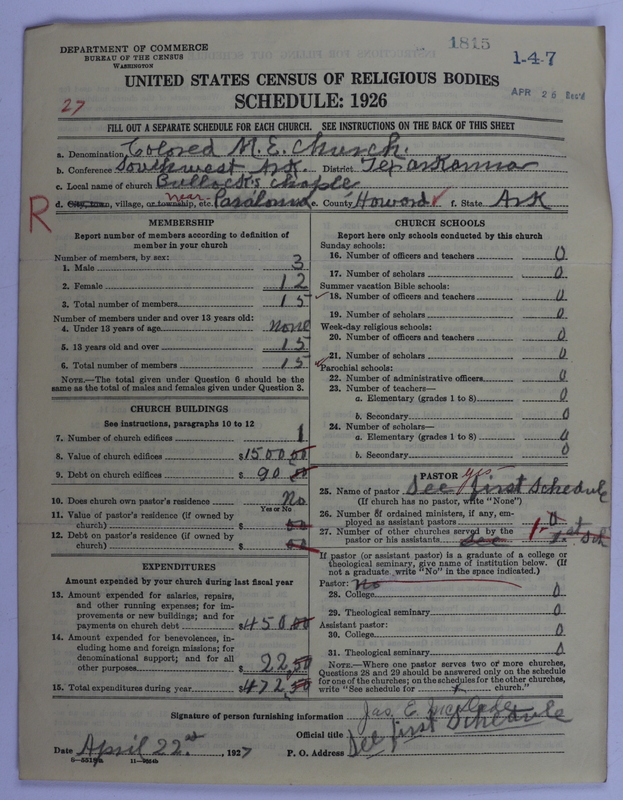 DEPARTMENT OF COMMERCE
BUREAU OF THE CENSUS
WASHINGTON
1815
1-4-7
APR 26 Rec'd
UNITED STATES CENSUS OF RELIGIOUS BODIES
SCHEDULE: 1926
27
FILL OUT A SEPARATE SCHEDULE FOR EACH CHURCH. SEE INSTRUCTIONS ON THE BACK OF THIS SHEET
a. Denomination Colored M.E. Church.
b. Conference Southwest Ark. District Texarkanna
c. Local name of church Bullock's chaple
R
d. City, town, village, or township, etc. near Paraloma e. County Howard f. State Ark
MEMBERSHIP
Report number of members according to definition of member in your church
Number of members, by sex:
1. Male 3
2. Female 12
3. Total number of members 15
Number of members under and over 13 years old:
4. Under 13 years of age none
5. 13 years old and over 15
6. Total number of members 15
NOTE.—The total given under Question 6 should be the
same as the total of males and females given under Question 3.
CHURCH BUILDINGS
See instructions, paragraphs 10 to 12
7. Number of church edifices 1
8. Value of church edifices $1500 00
9. Debt on church edifices $90 00
10. Does church own pastor's residence No
Yes or No
11. Value of pastor's residence (if owned by
church) $ 00
12. Debt on pastor's residence (if owned by
church) $ 00
EXPENDITURES
Amount expended by your church during last fiscal year
13. Amount expended for salaries, repairs,
and other running expenses; for im-
provements or new buildings; and for
payments on church debt $450 00
14. Amount expended for benevolences, in-
cluding home and foreign missions; for
denominational support; and for all
other purposes $ 22.50
15. Total expenditures during year $472.50
CHURCH SCHOOLS
Report here only schools conducted by this church
Sunday schools:
16. Number of officers and teachers 0
17. Number of scholars 0
Summer vacation Bible schools:
18. Number of officers and teachers 0
19. Number of scholars 0
Week-day religious schools:
20. Number of officers and teachers 0
21. Number of scholars 0
Parochial schools:
22. Number of administrative officers 0
23. Number of teachers—
a. Elementary (grades 1 to 8) 0
b. Secondary 0
24. Number of scholars—
a. Elementary (grades 1 to 8) 0
b. Secondary 0
PASTOR yes
25. Name of pastor See first Schedule
(If church has no pastor, write "None")
26. Number of ordained ministers, if any, em-
ployed as assistant pastors 0
27. Number of other churches served by the
pastor or his assistants See 1st Sch
If pastor (or assistant pastor) is a graduate of a college or
theological seminary, give name of institution below. (If
not a graduate write "No" in the space indicated.)
Pastor: No
28. College 0
29. Theological seminary 0
Assistant pastor:
30. College 0
31. Theological seminary 0
NOTE.—Where one pastor serves two or more churches,
Questions 28 and 29 should be answered only on the schedule
for one of the churches; on the schedules for the other churches,
write "See schedule for church."
Signature of person furnishing information Jas. E.
Official title See first Schedule
Date April 22nd, 1927 P. O. Address See